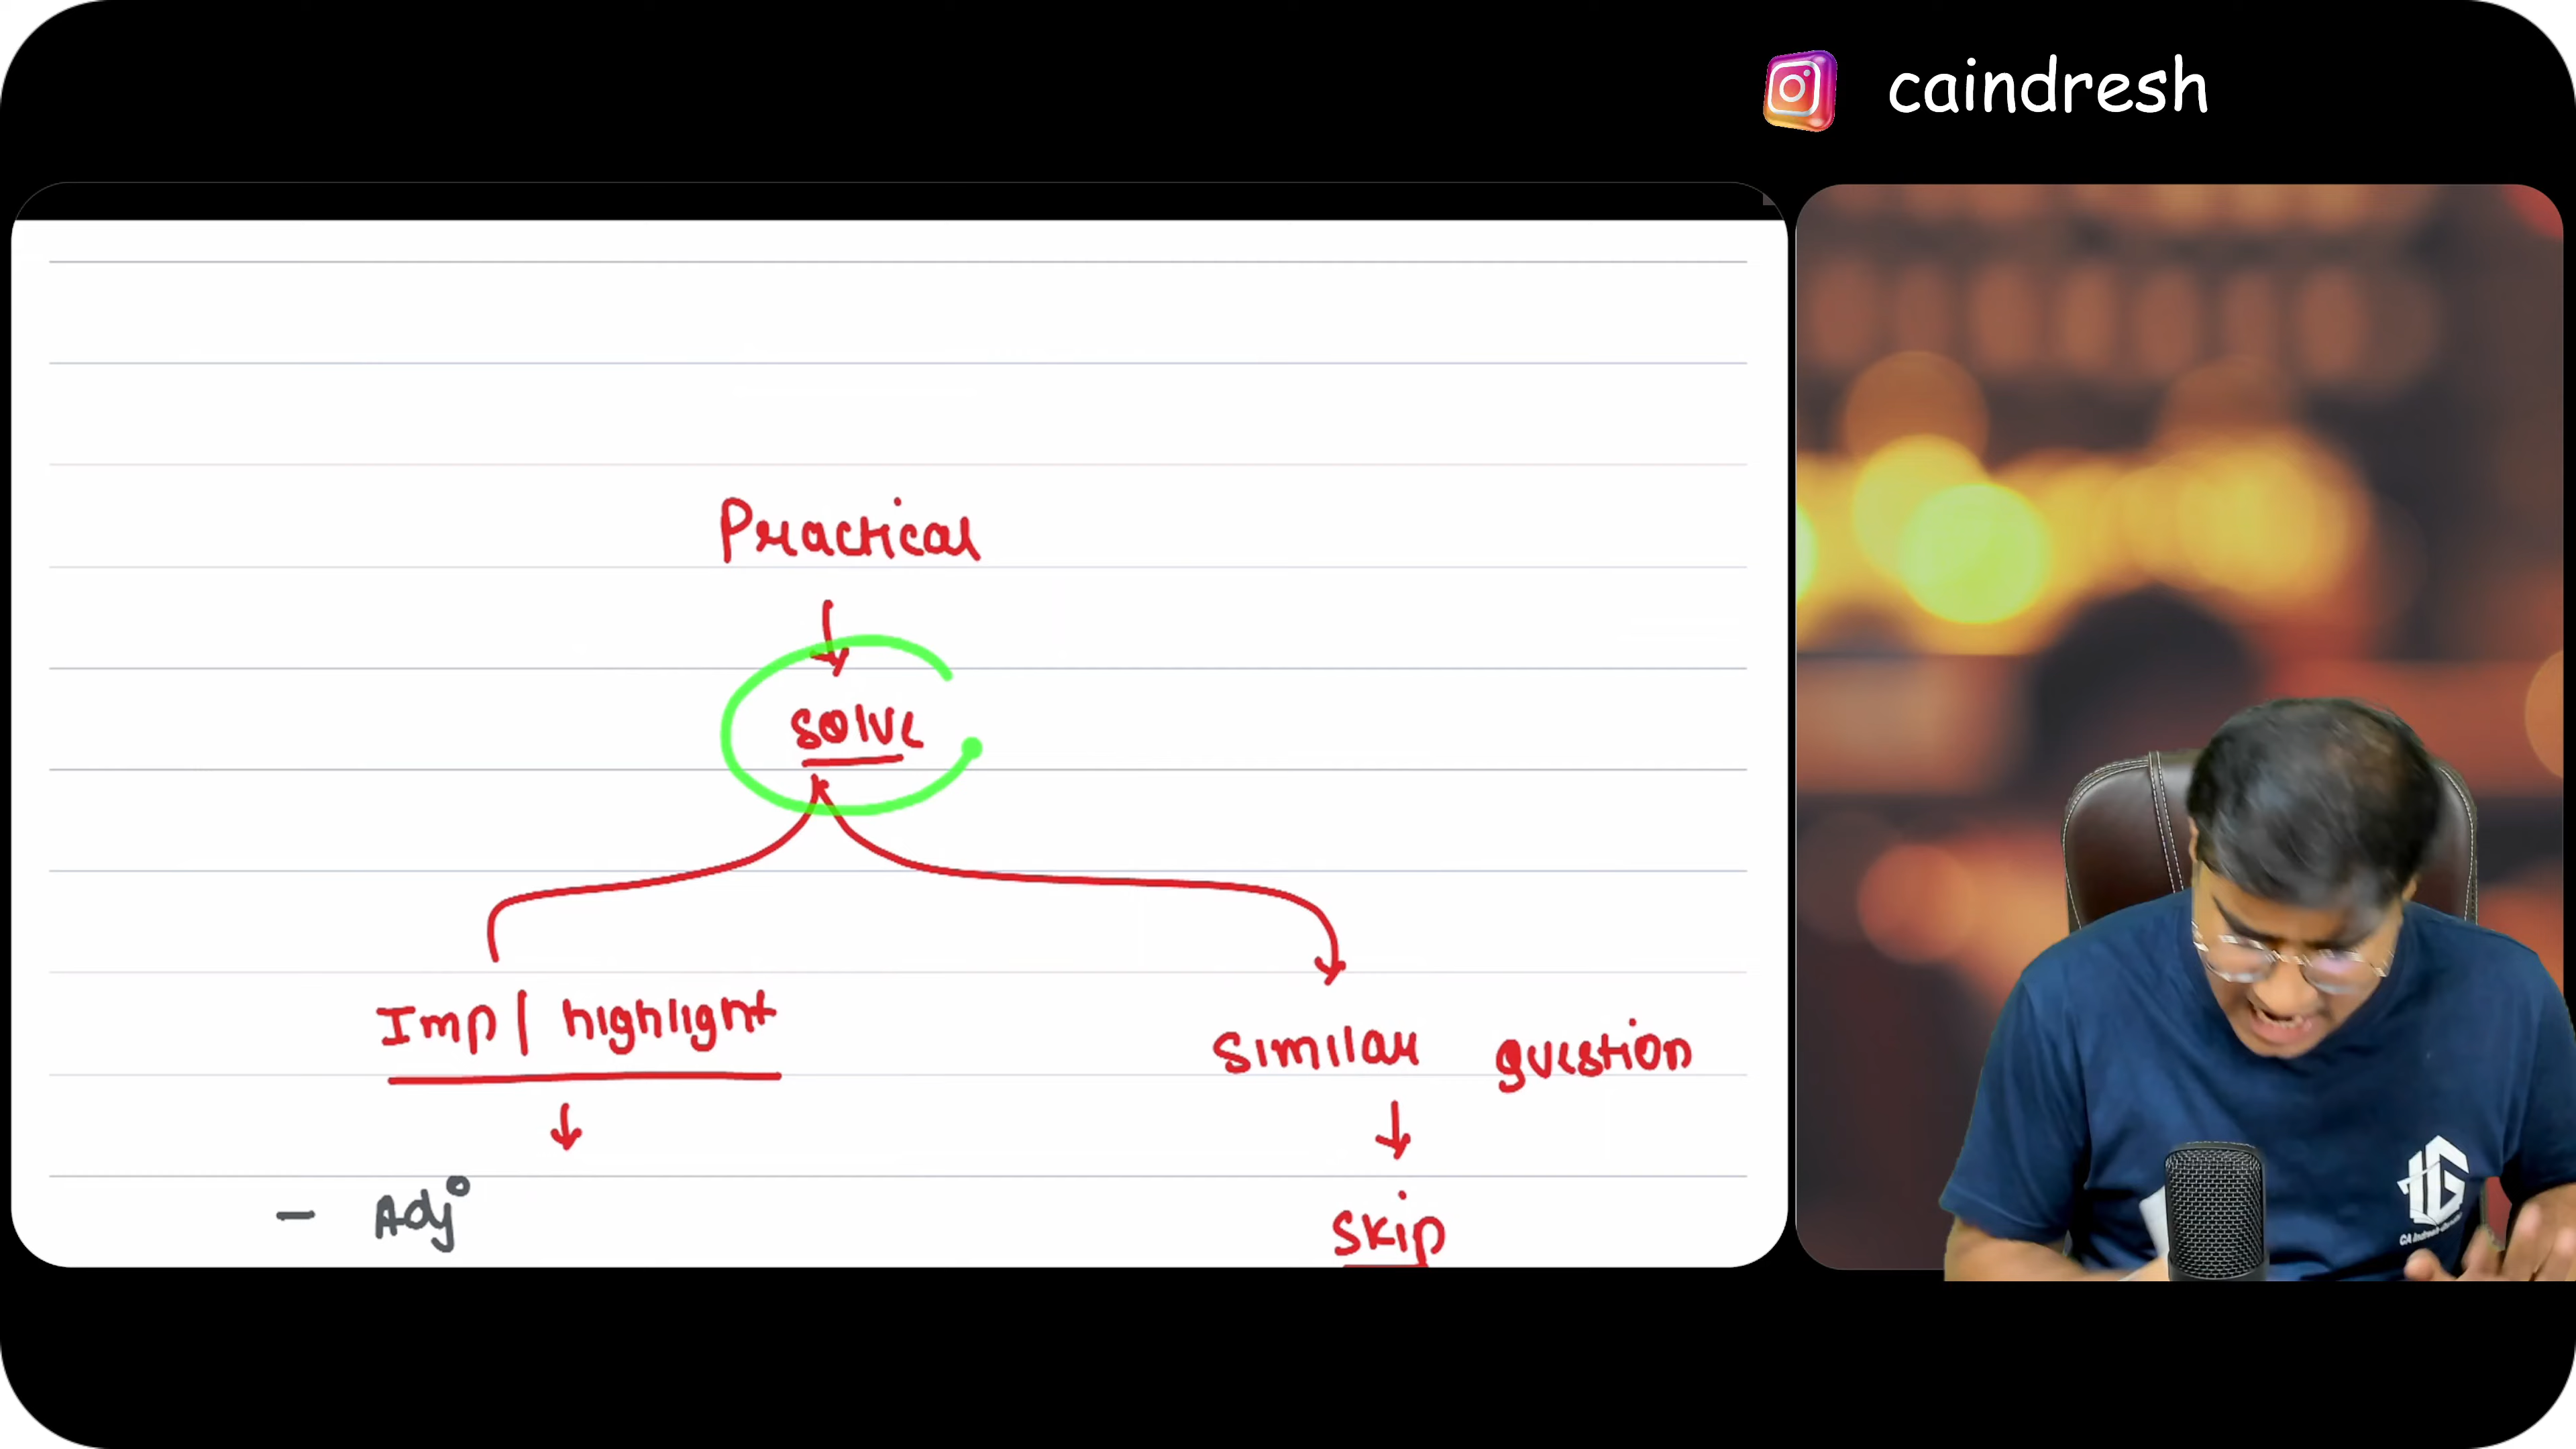 caindresh
Practical
solve
Imp / highlight
Similar question
- Adj°
skip